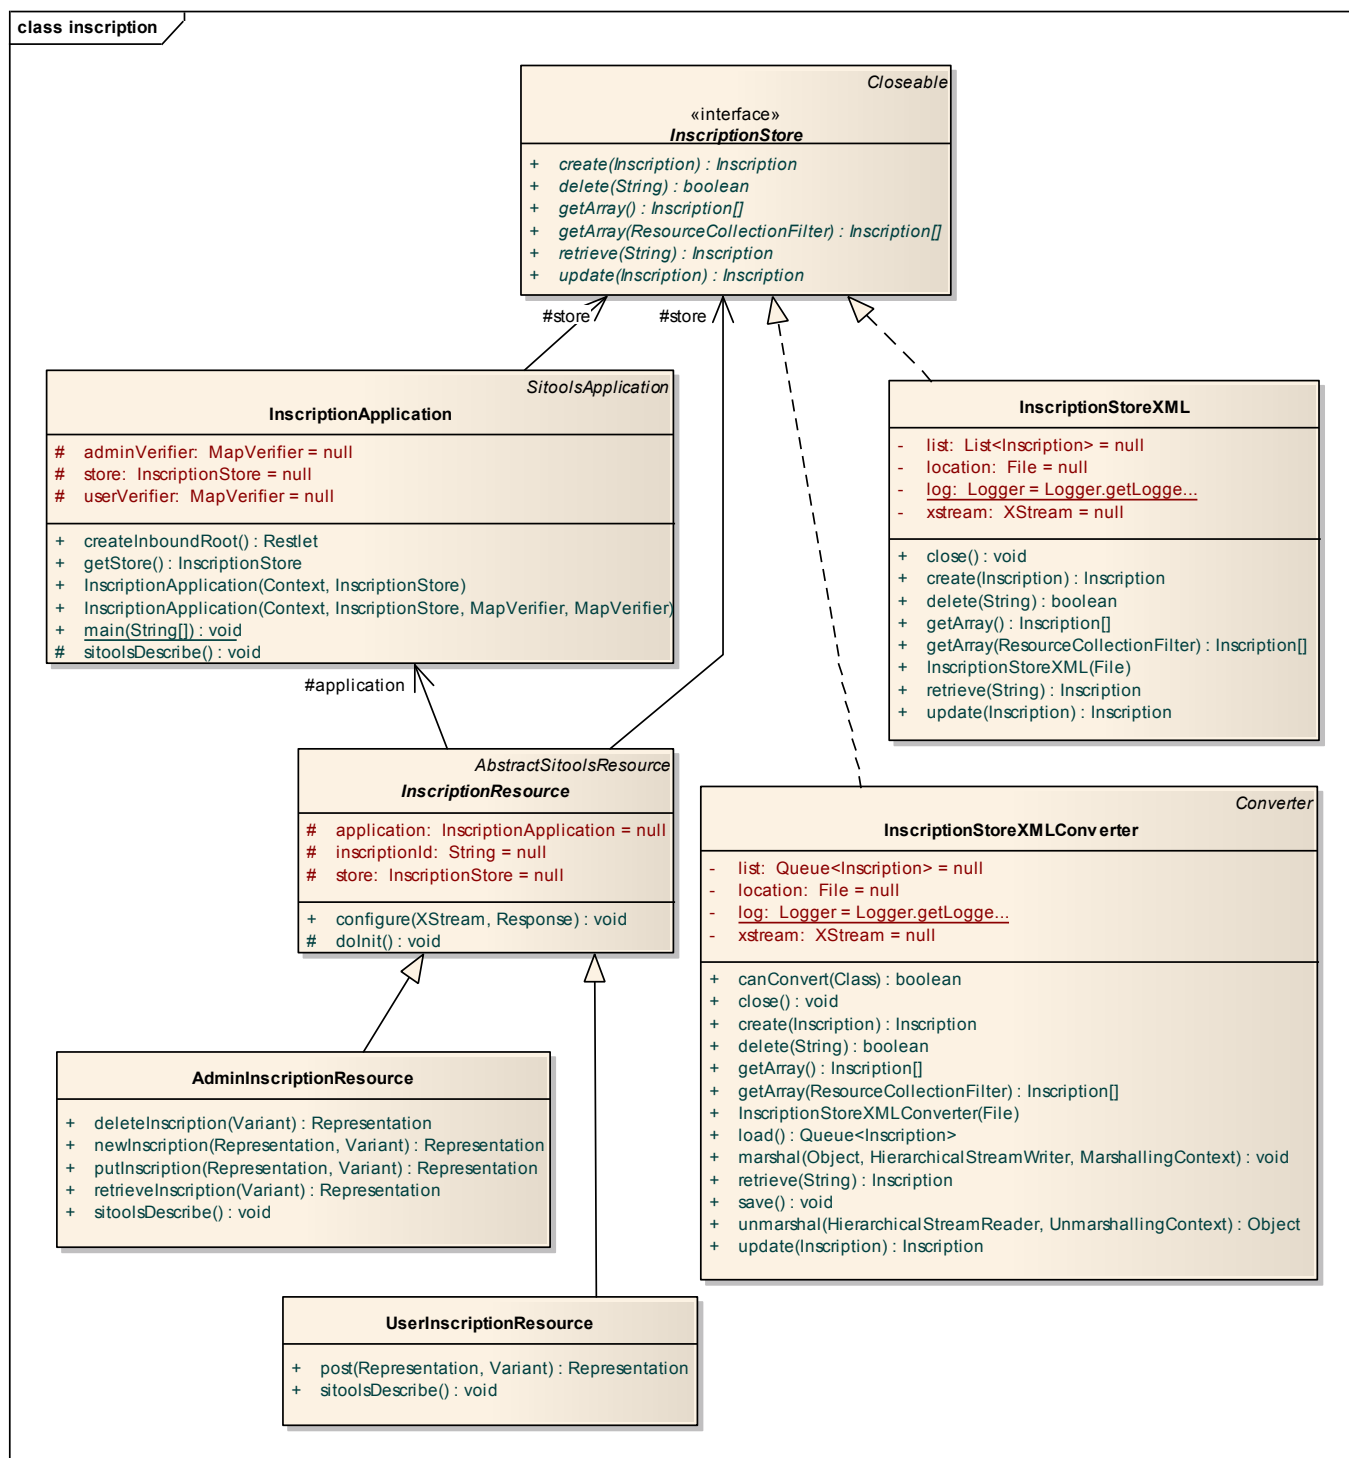 class inscription
Closeable
«interface»
InscriptionStore
+ create(Inscription) : Inscription
+ delete(String) : boolean
+ getArray() : Inscription[]
+ getArray(ResourceCollectionFilter) : Inscription[]
+ retrieve(String) : Inscription
+ update(Inscription) : Inscription
#store
#store
SitoolsApplication
InscriptionApplication
# adminVerifier: MapVerifier = null
# store: InscriptionStore = null
# userVerifier: MapVerifier = null
+ createInboundRoot() : Restlet
+ getStore() : InscriptionStore
+ InscriptionApplication(Context, InscriptionStore)
+ InscriptionApplication(Context, InscriptionStore, MapVerifier, MapVerifier)
+ main(String[]) : void
# sitoolsDescribe() : void
InscriptionStoreXML
- list: List<Inscription> = null
- location: File = null
- log: Logger = Logger.getLogge...
- xstream: XStream = null
+ close() : void
+ create(Inscription) : Inscription
+ delete(String) : boolean
+ getArray() : Inscription[]
+ getArray(ResourceCollectionFilter) : Inscription[]
+ InscriptionStoreXML(File)
+ retrieve(String) : Inscription
+ update(Inscription) : Inscription
#application
AbstractSitoolsResource
InscriptionResource
# application: InscriptionApplication = null
# inscriptionId: String = null
# store: InscriptionStore = null
+ configure(XStream, Response) : void
# doInit() : void
Converter
InscriptionStoreXMLConverter
- list: Queue<Inscription> = null
- location: File = null
- log: Logger = Logger.getLogge...
- xstream: XStream = null
+ canConvert(Class) : boolean
+ close() : void
+ create(Inscription) : Inscription
+ delete(String) : boolean
+ getArray() : Inscription[]
+ getArray(ResourceCollectionFilter) : Inscription[]
+ InscriptionStoreXMLConverter(File)
+ load() : Queue<Inscription>
+ marshal(Object, HierarchicalStreamWriter, MarshallingContext) : void
+ retrieve(String) : Inscription
+ save() : void
+ unmarshal(HierarchicalStreamReader, UnmarshallingContext) : Object
+ update(Inscription) : Inscription
AdminInscriptionResource
+ deleteInscription(Variant) : Representation
+ newInscription(Representation, Variant) : Representation
+ putInscription(Representation, Variant) : Representation
+ retrieveInscription(Variant) : Representation
+ sitoolsDescribe() : void
UserInscriptionResource
+ post(Representation, Variant) : Representation
+ sitoolsDescribe() : void